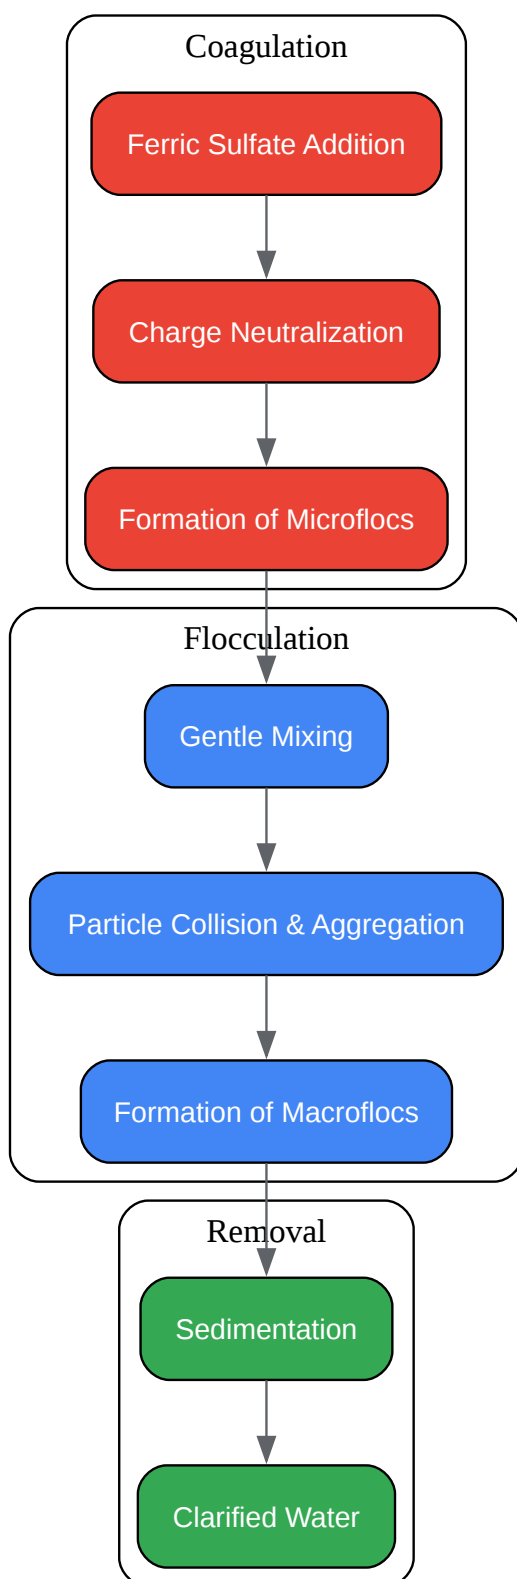 Coagulation
Ferric Sulfate Addition
Charge Neutralization
Formation of Microflocs
Flocculation
Gentle Mixing
Particle Collision & Aggregation
Formation of Macroflocs
Removal
Sedimentation
Clarified Water